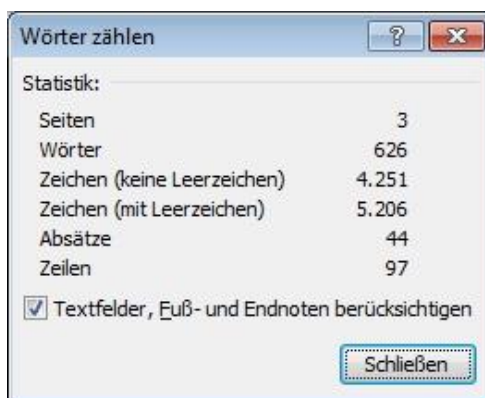 Wörter zählen
Statistik:
Seiten 3
Wörter 626
Zeichen (keine Leerzeichen) 4.251
Zeichen (mit Leerzeichen) 5.206
Absätze 44
Zeilen 97
Textfelder, Fuß- und Endnoten berücksichtigen
Schließen